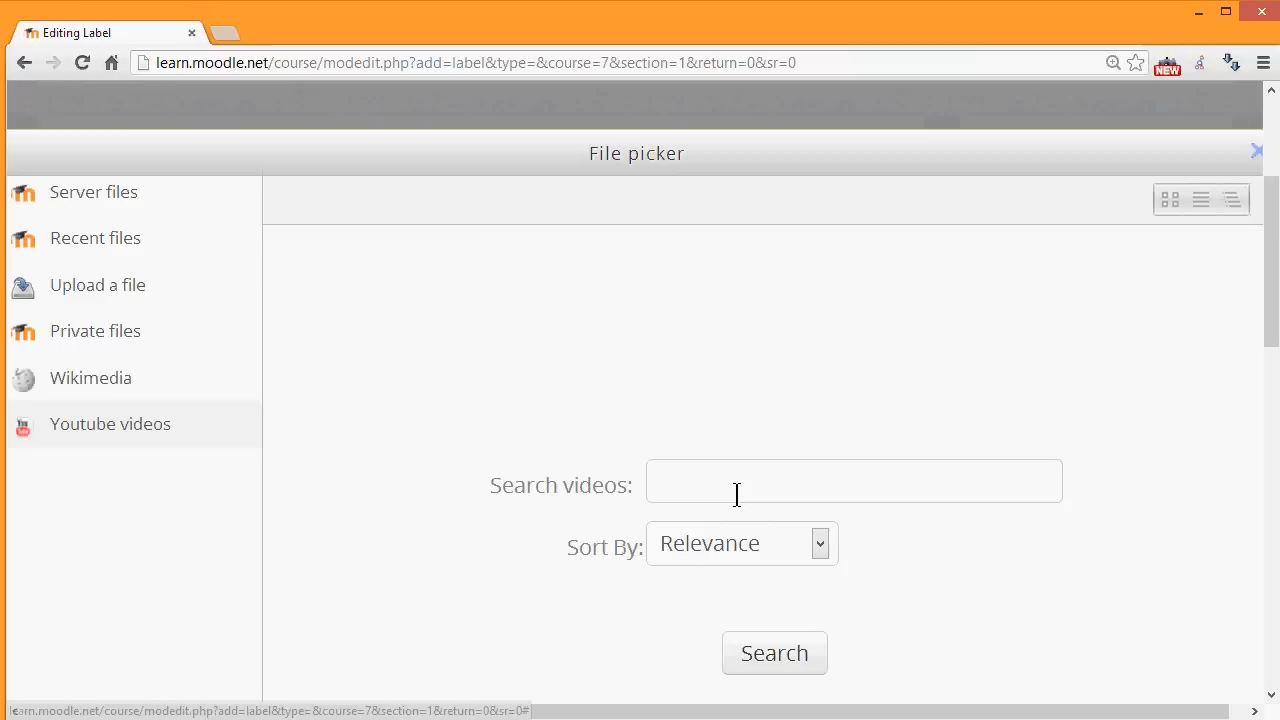 Editing Label
learn.moodle.net/course/modedit.php?add=label&type=&course=7&section=1&return=0&sr=0
NEW
File picker
Server files
Recent files
Upload a file
Private files
Wikimedia
Youtube videos
Search videos:
Sort By: Relevance
Search
learn.moodle.net/course/modedit.php?add=label&type=&course=7&section=1&return=0&sr=0#